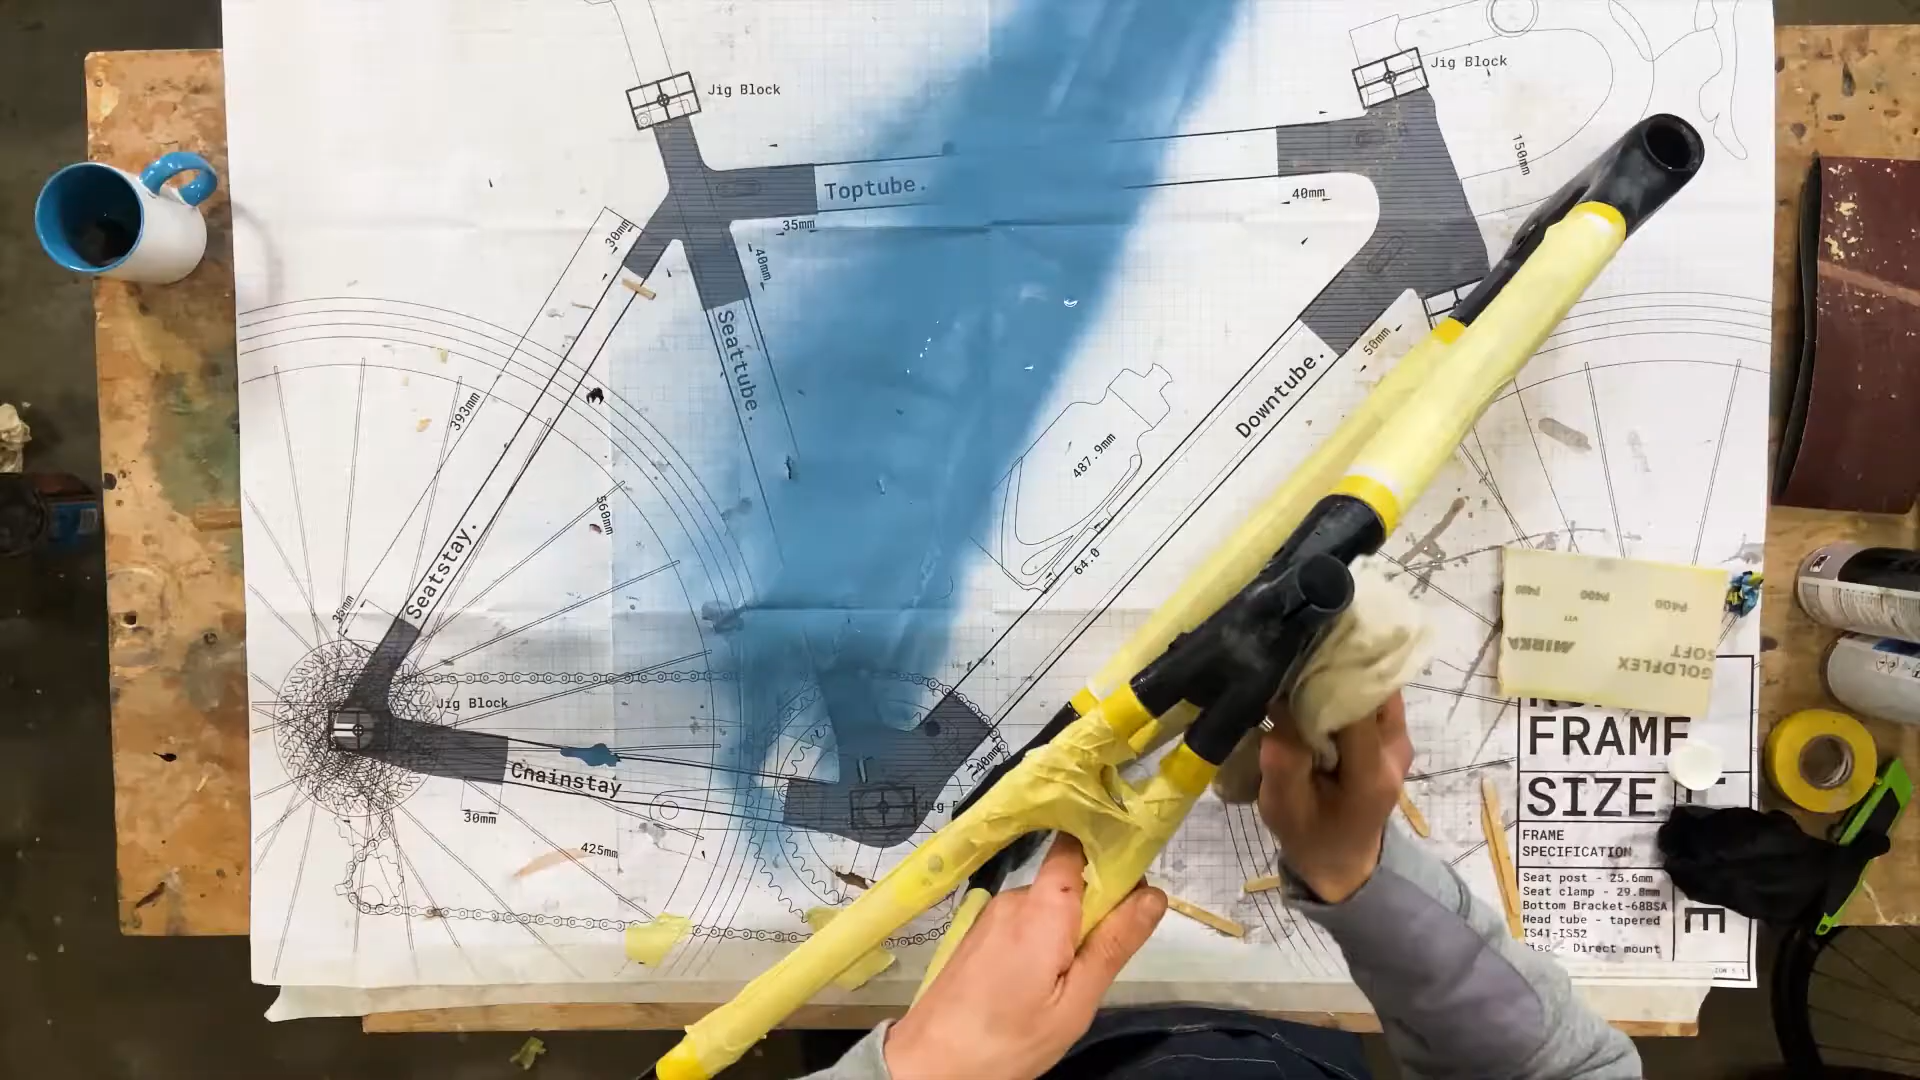 Jig Block
Jig Block
150mm
Toptube.
40mm
35mm
30mm
40mm
Seattube.
50mm
Downtube.
393mm
487.9mm
560mm
64.0
Seatstay.
35mm
P400 P400 P400
MIRKA
GOLDFLEX
SOFT
Jig Block
FRAME
40mm
Chainstay
SIZE
30mm
425mm
FRAME
SPECIFICATION
Seat post - 25.6mm
Seat clamp - 29.8mm
Bottom Bracket-68BSA
Head tube - tapered
IS41-IS52
Disc - Direct mount